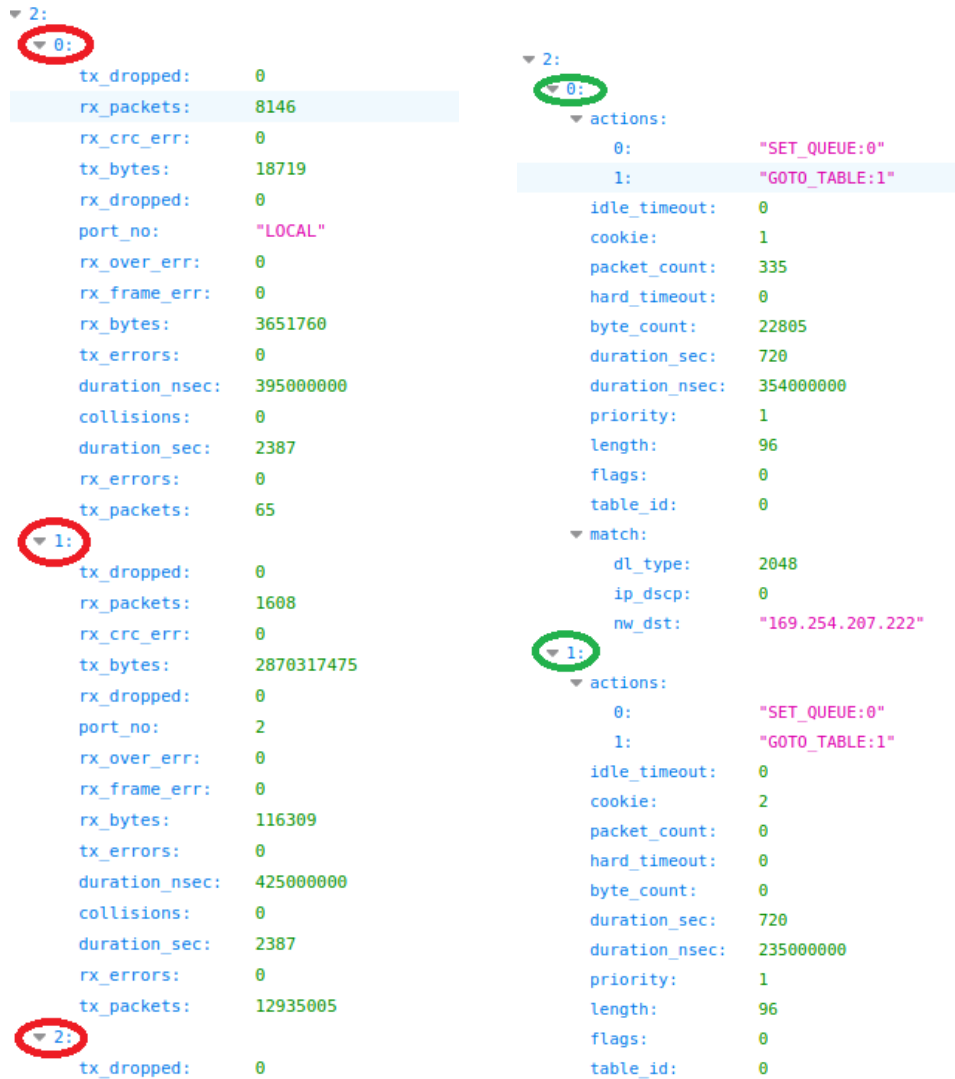 2:
0:
tx_dropped: 0
rx_packets: 8146
rx_crc_err: 0
tx_bytes: 18719
rx_dropped: 0
port_no: "LOCAL"
rx_over_err: 0
rx_frame_err: 0
rx_bytes: 3651760
tx_errors: 0
duration_nsec: 395000000
collisions: 0
duration_sec: 2387
rx_errors: 0
tx_packets: 65
1:
tx_dropped: 0
rx_packets: 1608
rx_crc_err: 0
tx_bytes: 2870317475
rx_dropped: 0
port_no: 2
rx_over_err: 0
rx_frame_err: 0
rx_bytes: 116309
tx_errors: 0
duration_nsec: 425000000
collisions: 0
duration_sec: 2387
rx_errors: 0
tx_packets: 12935005
2:
tx_dropped: 0
2:
0:
actions:
0: "SET_QUEUE:0"
1: "GOTO_TABLE:1"
idle_timeout: 0
cookie: 1
packet_count: 335
hard_timeout: 0
byte_count: 22805
duration_sec: 720
duration_nsec: 354000000
priority: 1
length: 96
flags: 0
table_id: 0
match:
dl_type: 2048
ip_dscp: 0
nw_dst: "169.254.207.222"
1:
actions:
0: "SET_QUEUE:0"
1: "GOTO_TABLE:1"
idle_timeout: 0
cookie: 2
packet_count: 0
hard_timeout: 0
byte_count: 0
duration_sec: 720
duration_nsec: 235000000
priority: 1
length: 96
flags: 0
table_id: 0